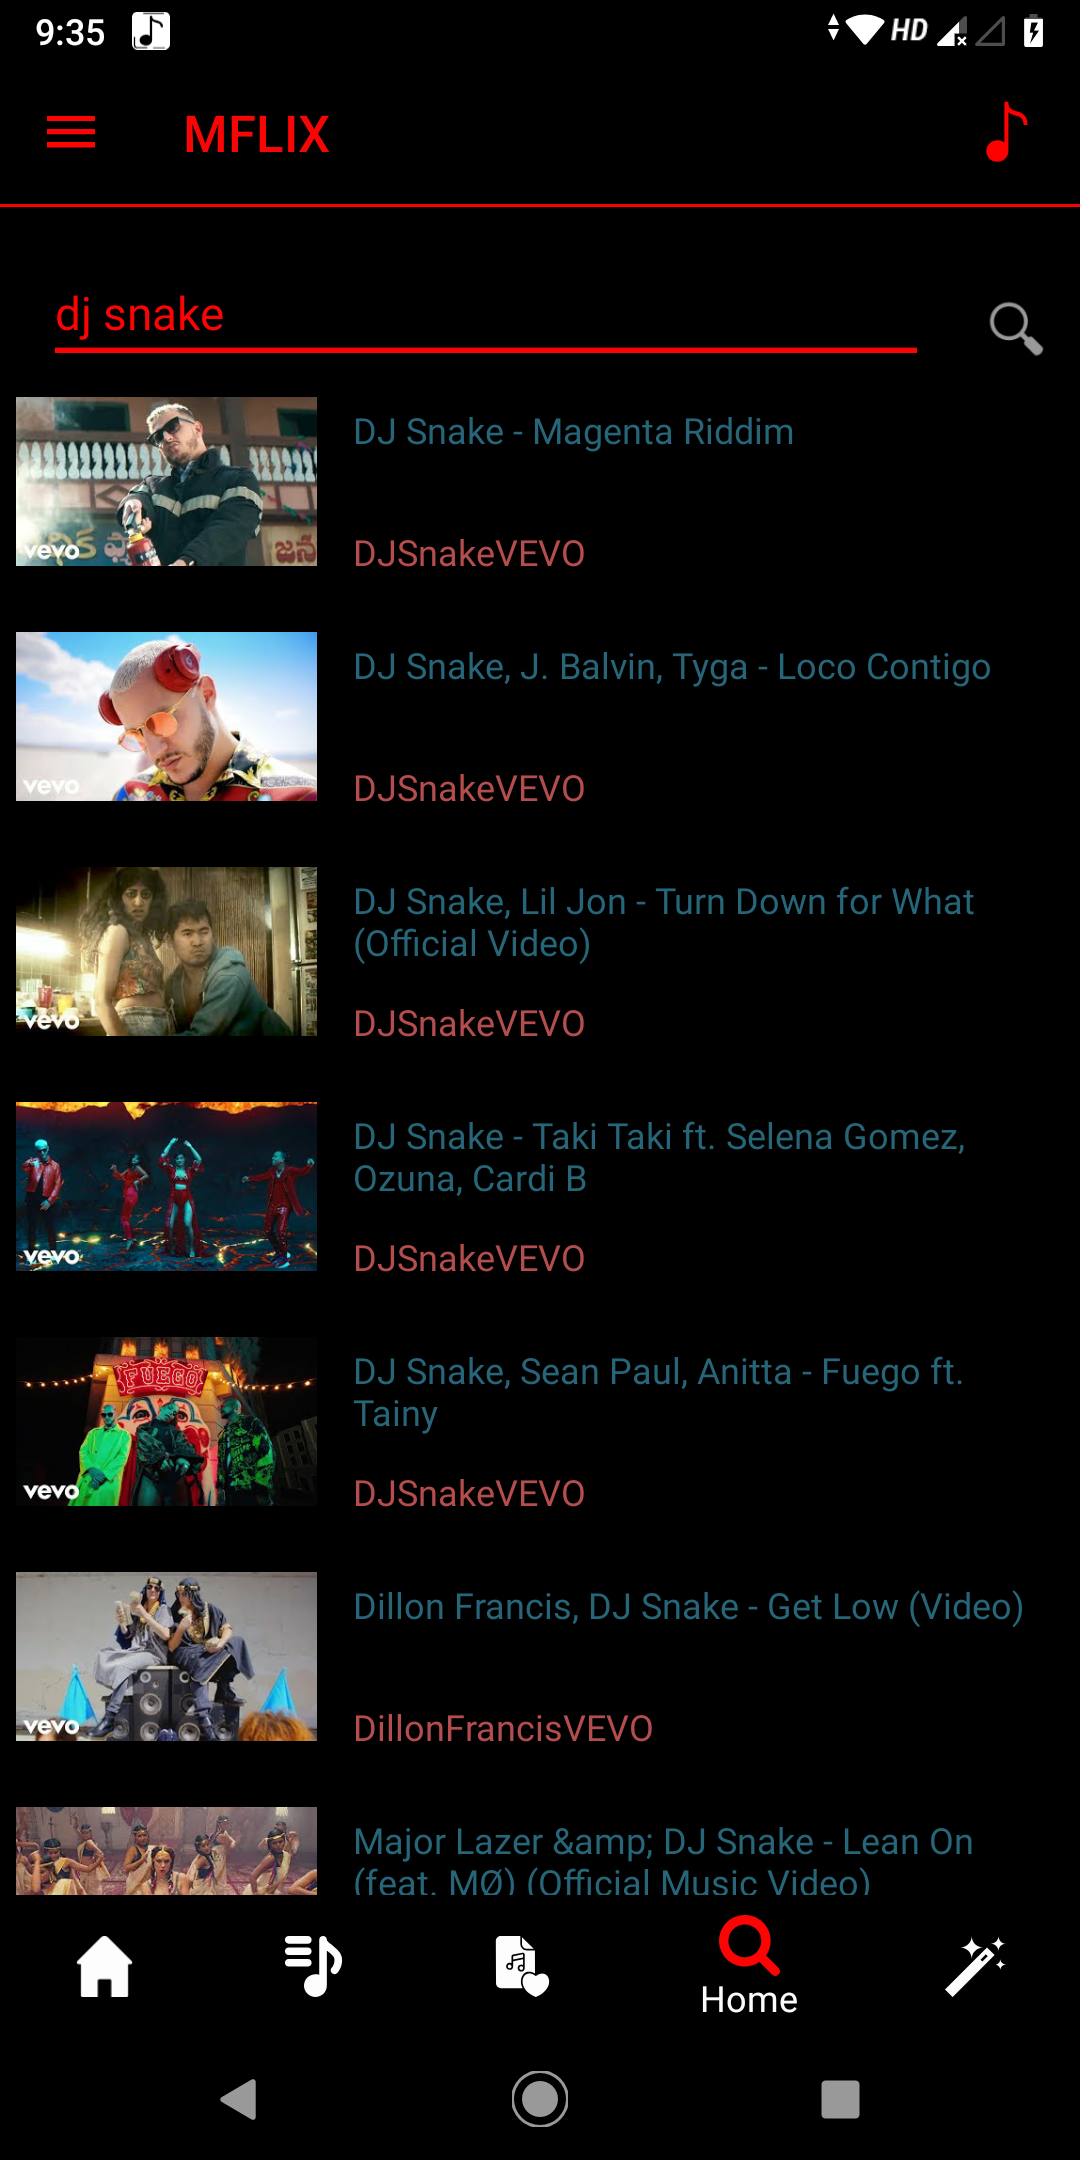 9:35
HD
MFLIX
dj snake
DJ Snake - Magenta Riddim
vevo
DJSnakeVEVO
DJ Snake, J. Balvin, Tyga - Loco Contigo
vevo
DJSnakeVEVO
DJ Snake, Lil Jon - Turn Down for What
(Official Video)
vevo
DJSnakeVEVO
DJ Snake - Taki Taki ft. Selena Gomez,
Ozuna, Cardi B
vevo
DJSnakeVEVO
FUEGO
DJ Snake, Sean Paul, Anitta - Fuego ft.
Tainy
vevo
DJSnakeVEVO
Dillon Francis, DJ Snake - Get Low (Video)
vevo
DillonFrancisVEVO
Major Lazer &amp; DJ Snake - Lean On
(feat. MØ) (Official Music Video)
Home